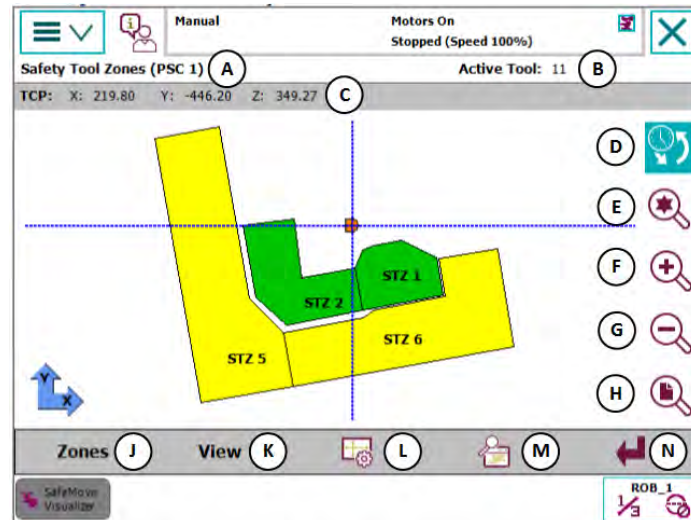 Manual Motors On
Stopped (Speed 100%)
Safety Tool Zones (PSC 1) A Active Tool: 11 B
TCP: X: 219.80 Y: -446.20 Z: 349.27 C
D
E
F
G
H
STZ 1
STZ 2
STZ 6
STZ 5
Y
X
Zones J View K L M N
SafeMove
Visualizer
ROB_1
1/3